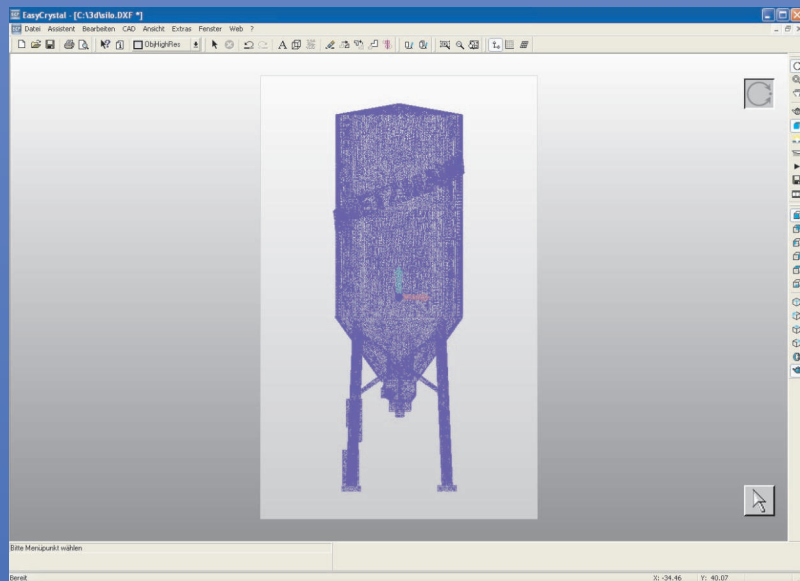 EasyCrystal - [C:\3d\silo.DXF *]
Datei Assistent Bearbeiten CAD Ansicht Extras Fenster Web ?
ObjHighRes
Bitte Menüpunkt wählen
Bereit
X: -34.46 Y: 40.07